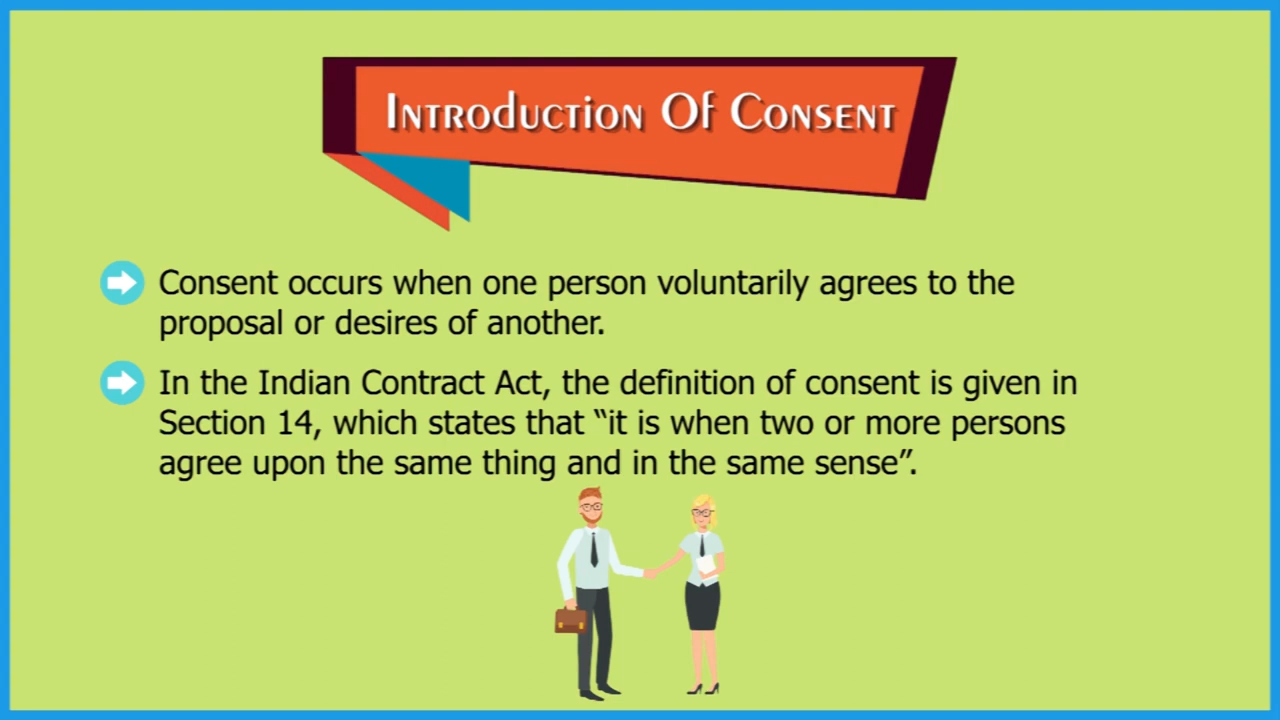 Introduction Of Consent
Consent occurs when one person voluntarily agrees to the
proposal or desires of another.
In the Indian Contract Act, the definition of consent is given in
Section 14, which states that “it is when two or more persons
agree upon the same thing and in the same sense”.